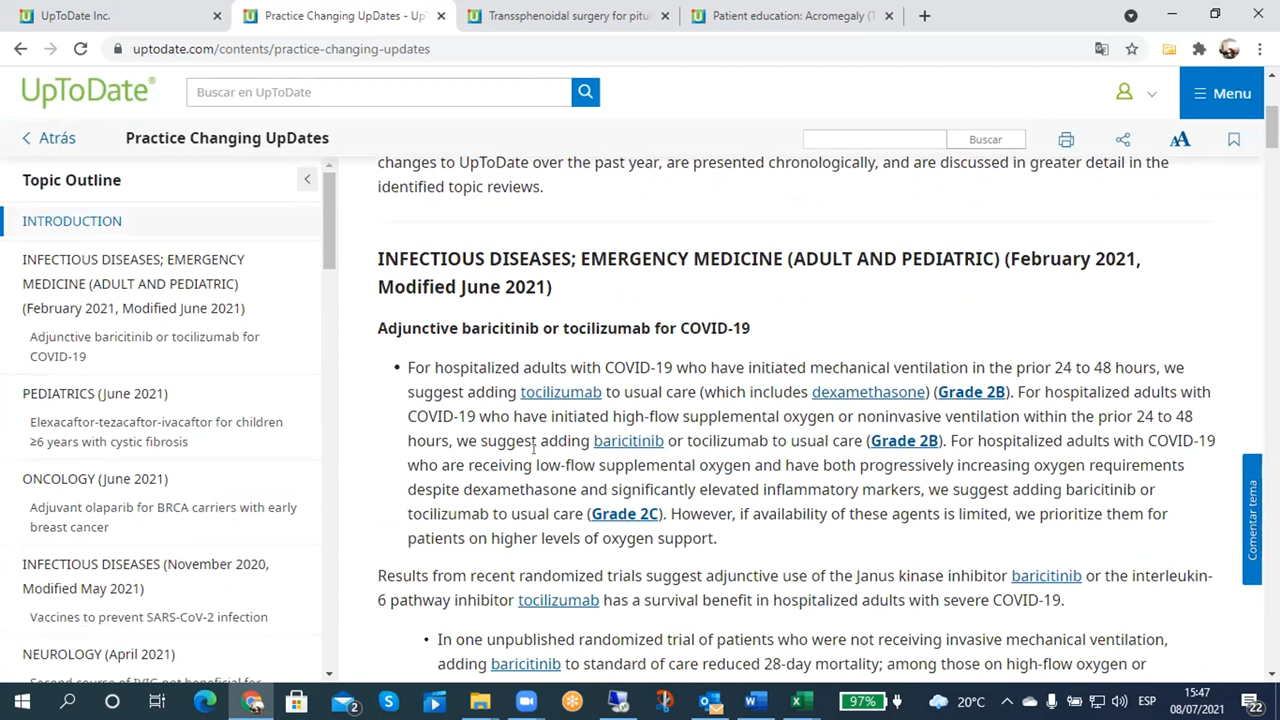 UpToDate Inc.
Practice Changing UpDates - Up
Transsphenoidal surgery for pitu
Patient education: Acromegaly (T
uptodate.com/contents/practice-changing-updates
UpToDate®
Buscar en UpToDate
Menu
Atrás
Practice Changing UpDates
Buscar
AA
Topic Outline
INTRODUCTION
INFECTIOUS DISEASES; EMERGENCY
MEDICINE (ADULT AND PEDIATRIC)
(February 2021, Modified June 2021)
Adjunctive baricitinib or tocilizumab for
COVID-19
PEDIATRICS (June 2021)
Elexacaftor-tezacaftor-ivacaftor for children
≥6 years with cystic fibrosis
ONCOLOGY (June 2021)
Adjuvant olaparib for BRCA carriers with early
breast cancer
INFECTIOUS DISEASES (November 2020,
Modified May 2021)
Vaccines to prevent SARS-CoV-2 infection
NEUROLOGY (April 2021)
Second course of IVIG not beneficial for
changes to UpToDate over the past year, are presented chronologically, and are discussed in greater detail in the
identified topic reviews.
INFECTIOUS DISEASES; EMERGENCY MEDICINE (ADULT AND PEDIATRIC) (February 2021,
Modified June 2021)
Adjunctive baricitinib or tocilizumab for COVID-19
• For hospitalized adults with COVID-19 who have initiated mechanical ventilation in the prior 24 to 48 hours, we
suggest adding tocilizumab to usual care (which includes dexamethasone) (Grade 2B). For hospitalized adults with
COVID-19 who have initiated high-flow supplemental oxygen or noninvasive ventilation within the prior 24 to 48
hours, we suggest adding baricitinib or tocilizumab to usual care (Grade 2B). For hospitalized adults with COVID-19
who are receiving low-flow supplemental oxygen and have both progressively increasing oxygen requirements
despite dexamethasone and significantly elevated inflammatory markers, we suggest adding baricitinib or
tocilizumab to usual care (Grade 2C). However, if availability of these agents is limited, we prioritize them for
patients on higher levels of oxygen support.
Results from recent randomized trials suggest adjunctive use of the Janus kinase inhibitor baricitinib or the interleukin-
6 pathway inhibitor tocilizumab has a survival benefit in hospitalized adults with severe COVID-19.
• In one unpublished randomized trial of patients who were not receiving invasive mechanical ventilation,
adding baricitinib to standard of care reduced 28-day mortality; among those on high-flow oxygen or
Comentar tema
2
97%
20°C
ESP
15:47
08/07/2021
22